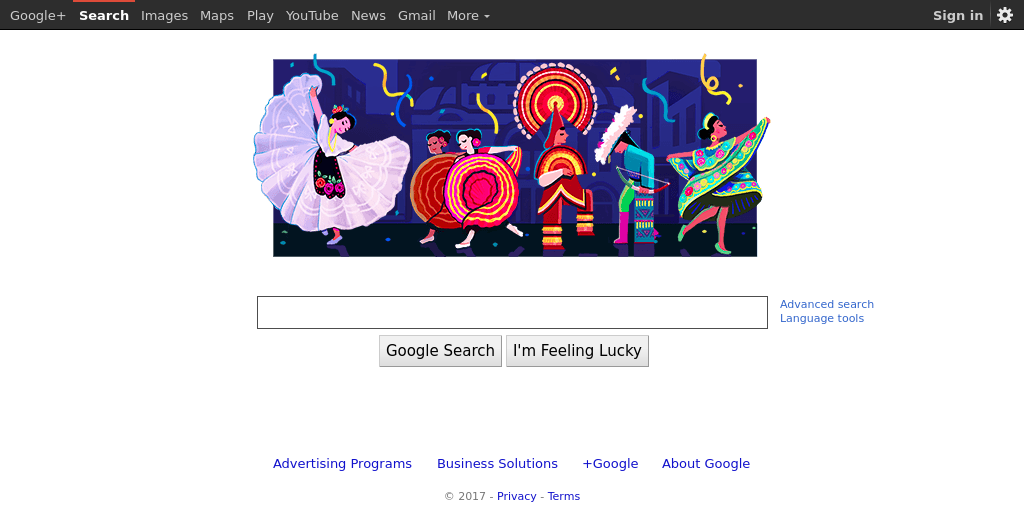 Google+ Search Images Maps Play YouTube News Gmail More Sign in
Advanced search
Language tools
Google Search I'm Feeling Lucky
Advertising Programs Business Solutions +Google About Google
© 2017 - Privacy - Terms